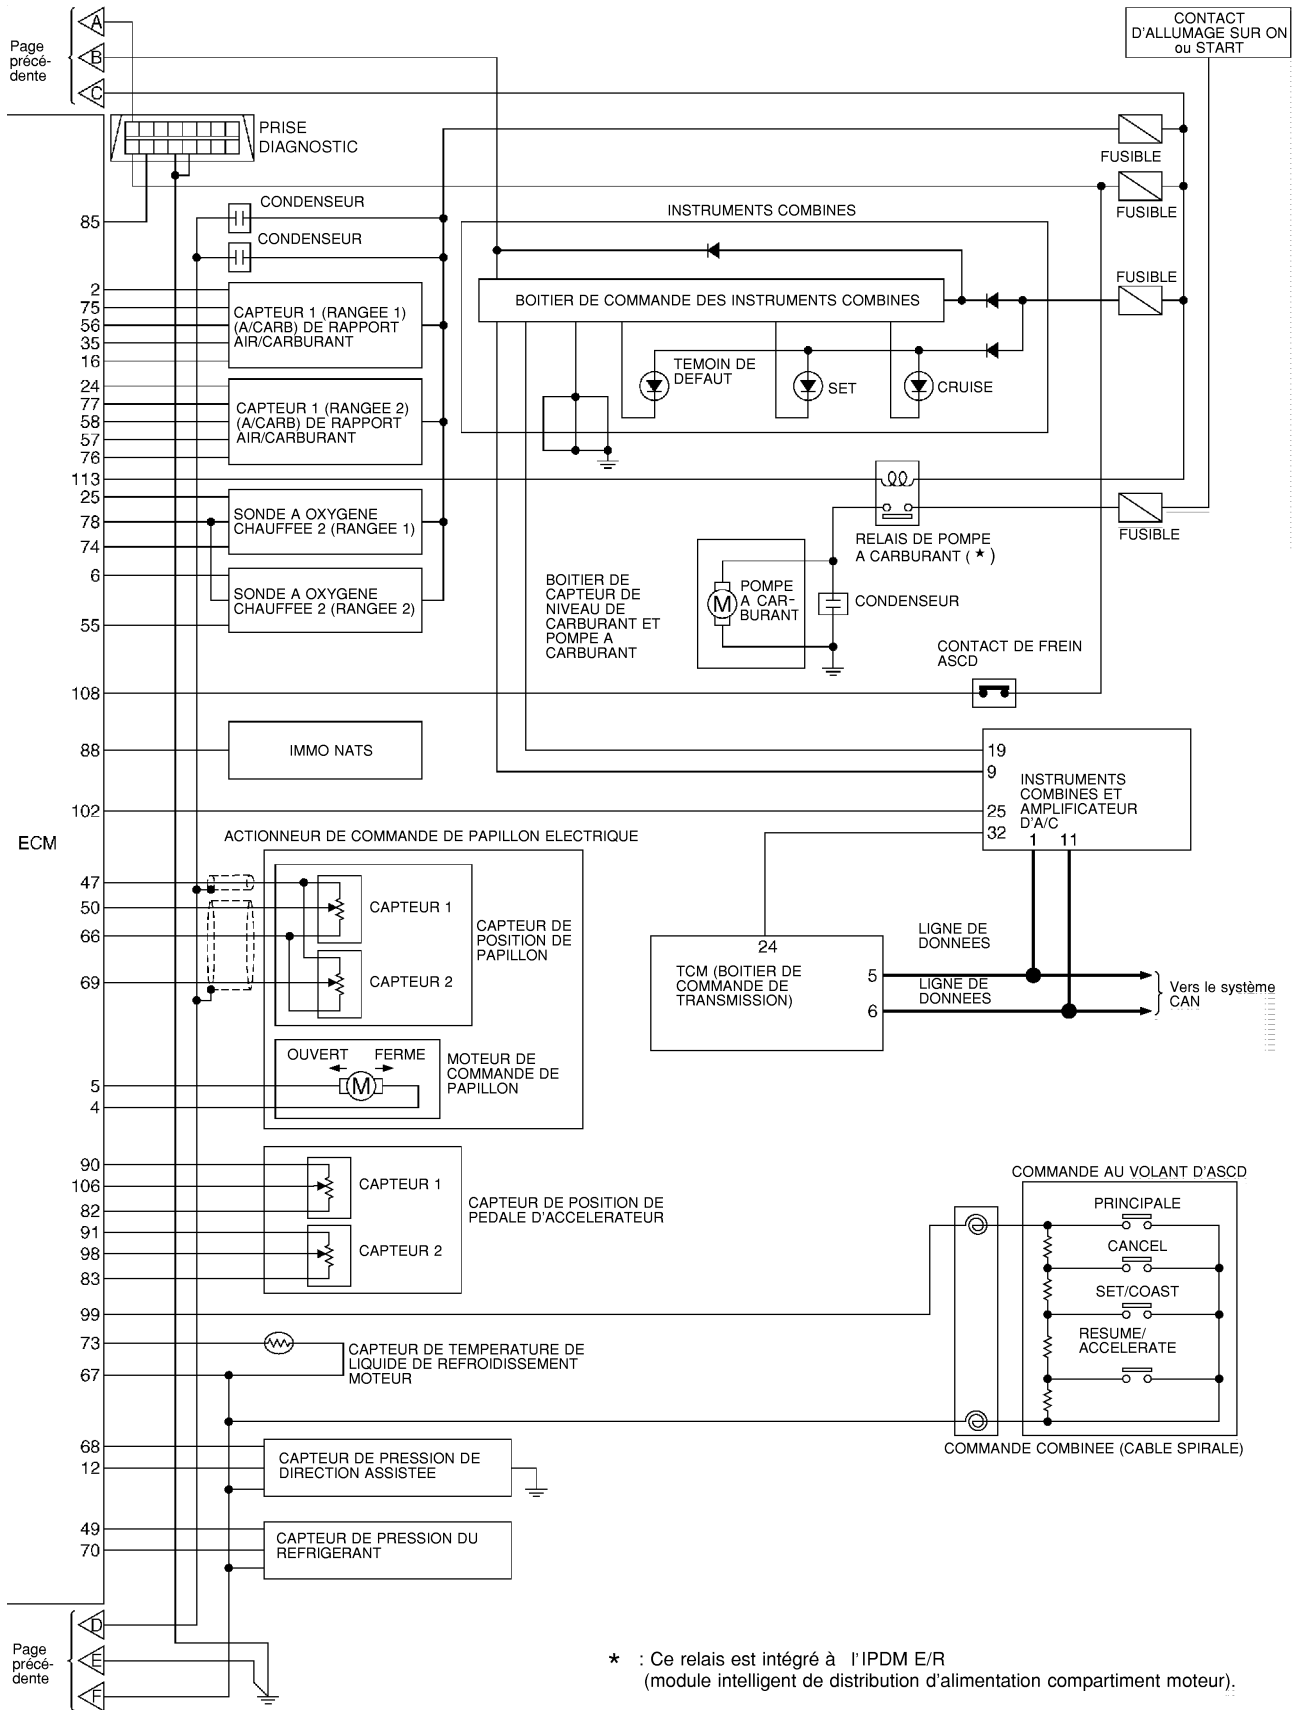 A
Page
précé-
dente
B
C
CONTACT
D'ALLUMAGE SUR ON
ou START
PRISE
DIAGNOSTIC
FUSIBLE
FUSIBLE
85
CONDENSEUR
CONDENSEUR
INSTRUMENTS COMBINES
FUSIBLE
BOITIER DE COMMANDE DES INSTRUMENTS COMBINES
2
75
56
35
16
CAPTEUR 1 (RANGEE 1)
(A/CARB) DE RAPPORT
AIR/CARBURANT
TEMOIN DE
DEFAUT
SET
CRUISE
24
77
58
57
76
CAPTEUR 1 (RANGEE 2)
(A/CARB) DE RAPPORT
AIR/CARBURANT
113
25
78
74
SONDE A OXYGENE
CHAUFFEE 2 (RANGEE 1)
6
55
SONDE A OXYGENE
CHAUFFEE 2 (RANGEE 2)
RELAIS DE POMPE
A CARBURANT ( ★ )
FUSIBLE
BOITIER DE
CAPTEUR DE
NIVEAU DE
CARBURANT ET
POMPE A
CARBURANT
M
POMPE
A CAR-
BURANT
CONDENSEUR
CONTACT DE FREIN
ASCD
108
88
IMMO NATS
102
19
9
25
32
INSTRUMENTS
COMBINES ET
AMPLIFICATEUR
D'A/C
1 11
ECM
ACTIONNEUR DE COMMANDE DE PAPILLON ELECTRIQUE
47
50
66
69
CAPTEUR 1
CAPTEUR 2
CAPTEUR DE
POSITION DE
PAPILLON
24
TCM (BOITIER DE
COMMANDE DE
TRANSMISSION)
5
6
LIGNE DE
DONNEES
LIGNE DE
DONNEES
Vers le système
CAN
OUVERT FERME
M
MOTEUR DE
COMMANDE DE
PAPILLON
5
4
90
106
82
91
98
83
CAPTEUR 1
CAPTEUR 2
CAPTEUR DE POSITION DE
PEDALE D'ACCELERATEUR
COMMANDE AU VOLANT D'ASCD
PRINCIPALE
CANCEL
SET/COAST
RESUME/
ACCELERATE
COMMANDE COMBINEE (CABLE SPIRALE)
99
73
67
CAPTEUR DE TEMPERATURE DE
LIQUIDE DE REFROIDISSEMENT
MOTEUR
68
12
CAPTEUR DE PRESSION DE
DIRECTION ASSISTEE
49
70
CAPTEUR DE PRESSION DU
REFRIGERANT
D
Page
précé-
dente
E
F
* : Ce relais est intégré à l'IPDM E/R
(module intelligent de distribution d'alimentation compartiment moteur).